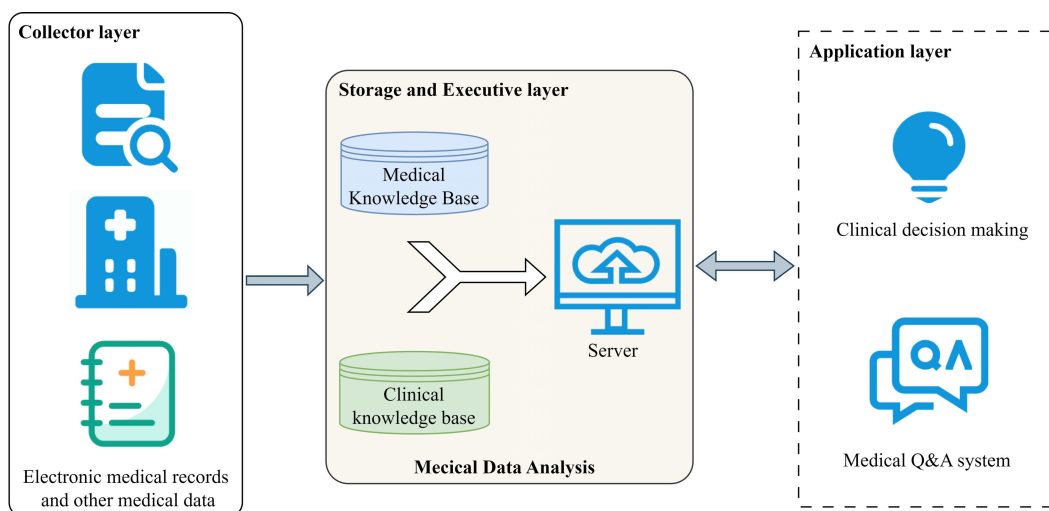 Collector layer
Electronic medical records
and other medical data
Storage and Executive layer
Medical
Knowledge Base
Server
Clinical
knowledge base
Mecical Data Analysis
Application layer
Clinical decision making
QA
Medical Q&A system